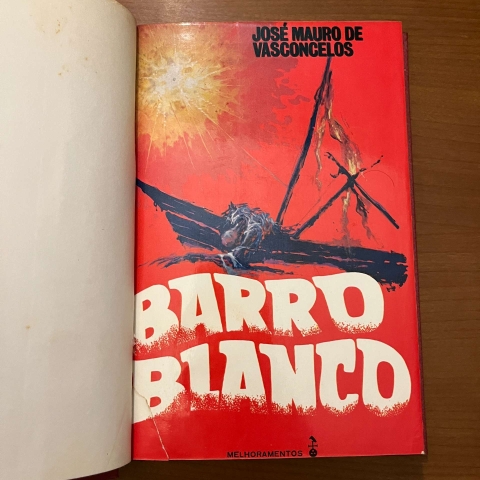 JOSÉ MAURO DE
VASCONCELOS
BARRO
BLANCO
MELHORAMENTOS